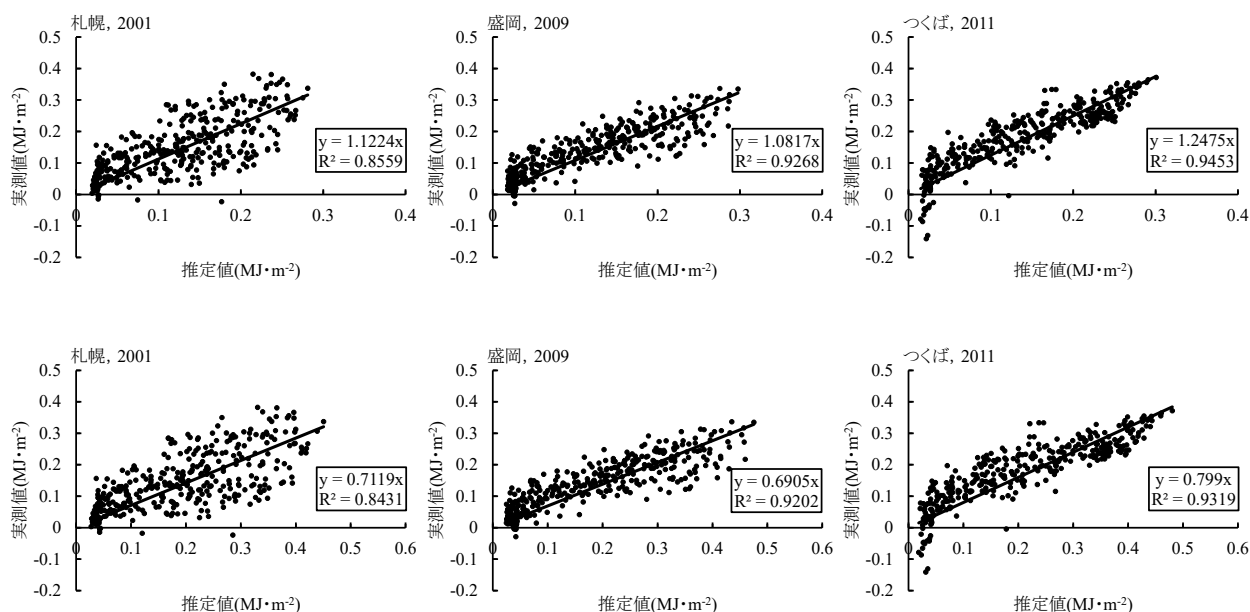 札幌, 2001
0.5
0.4
0.3
0.2
0.1
0
-0.1
-0.2
0
0.1
0.2
0.3
0.4
実測値(MJ・m-2)
推定値(MJ・m-2)
y = 1.1224x
R² = 0.8559
盛岡, 2009
0.5
0.4
0.3
0.2
0.1
0
-0.1
-0.2
0
0.1
0.2
0.3
0.4
実測値(MJ・m-2)
推定値(MJ・m-2)
y = 1.0817x
R² = 0.9268
つくば, 2011
0.5
0.4
0.3
0.2
0.1
0
-0.1
-0.2
0
0.1
0.2
0.3
0.4
実測値(MJ・m-2)
推定値(MJ・m-2)
y = 1.2475x
R² = 0.9453
札幌, 2001
0.5
0.4
0.3
0.2
0.1
0
-0.1
-0.2
0
0.1
0.2
0.3
0.4
0.5
0.6
実測値(MJ・m-2)
推定値(MJ・m-2)
y = 0.7119x
R² = 0.8431
盛岡, 2009
0.5
0.4
0.3
0.2
0.1
0
-0.1
-0.2
0
0.1
0.2
0.3
0.4
0.5
0.6
実測値(MJ・m-2)
推定値(MJ・m-2)
y = 0.6905x
R² = 0.9202
つくば, 2011
0.5
0.4
0.3
0.2
0.1
0
-0.1
-0.2
0
0.1
0.2
0.3
0.4
0.5
0.6
実測値(MJ・m-2)
推定値(MJ・m-2)
y = 0.799x
R² = 0.9319